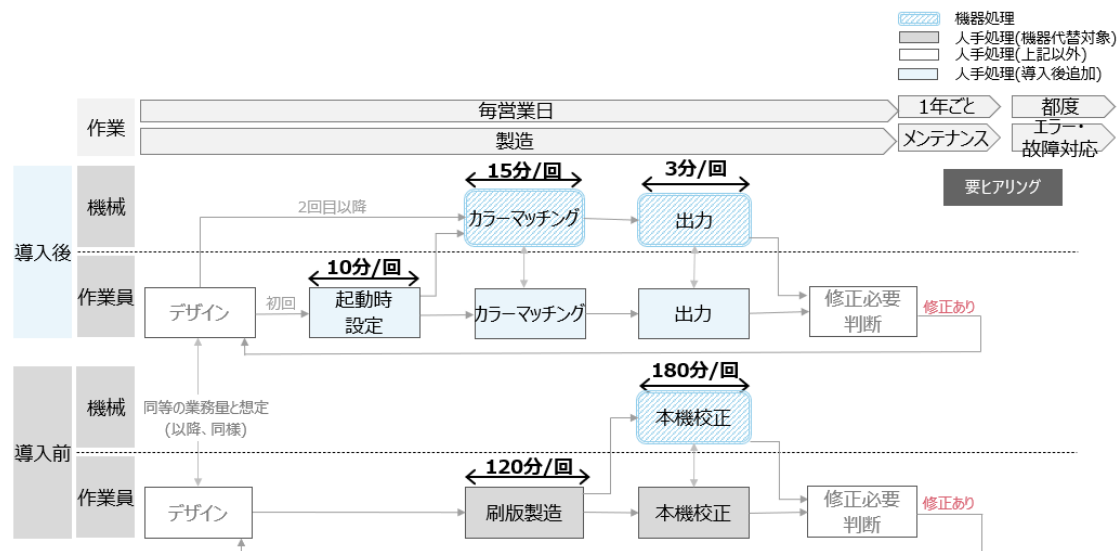 機器処理
人手処理(機器代替対象)
人手処理(上記以外)
人手処理(導入後追加)
作業
毎営業日
1年ごと
都度
製造
メンテナンス
エラー・
故障対応
導入後
機械
15分/回
3分/回
要ヒアリング
2回目以降
カラーマッチング
出力
作業員
10分/回
デザイン
初回
起動時
設定
カラーマッチング
出力
修正必要
判断
修正あり
導入前
機械
同等の業務量と想定
(以降、同様)
180分/回
本機校正
作業員
120分/回
デザイン
刷版製造
本機校正
修正必要
判断
修正あり